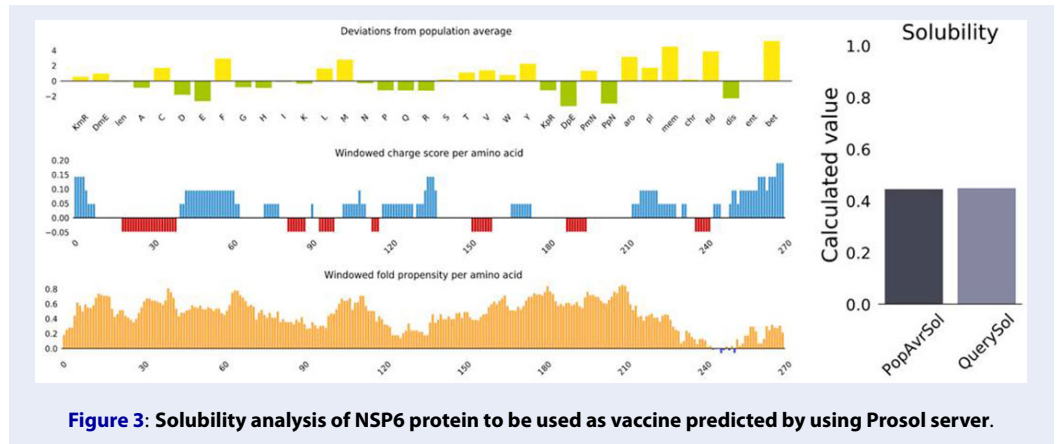 Deviations from population average
4
2
0
−2
KmR DmE len A C D E F G H I K L M N P Q R S T V W Y KpR DpE PmN PpN aro pI mem chr fld dis ent bet
Windowed charge score per amino acid
0.20
0.15
0.10
0.05
0.00
−0.05
0 30 60 90 120 150 180 210 240 270
Windowed fold propensity per amino acid
0.8
0.6
0.4
0.2
0.0
0 30 60 90 120 150 180 210 240 270
Solubility
Calculated value
1.0
0.8
0.6
0.4
0.2
0.0
PopAvrSol QuerySol
Figure 3: Solubility analysis of NSP6 protein to be used as vaccine predicted by using Prosol server.